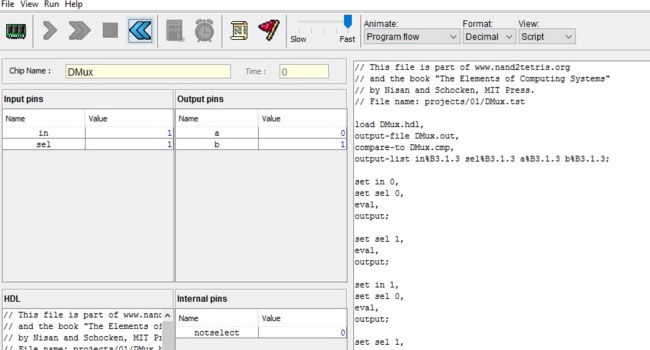 File View Run Help
Animate: Format: View:
Slow Fast Program flow Decimal Script
Chip Name : DMux Time : 0
Input pins
Name Value
in 1
sel 1
Output pins
Name Value
a 0
b 1
HDL
// This file is part of www.nanc
// and the book "The Elements of
// by Nisan and Schocken, MIT Pr
// File name: projects/01/DMux.h
Internal pins
Name Value
notselect 0
// This file is part of www.nand2tetris.org
// and the book "The Elements of Computing Systems"
// by Nisan and Schocken, MIT Press.
// File name: projects/01/DMux.tst
load DMux.hdl,
output-file DMux.out,
compare-to DMux.cmp,
output-list in%B3.1.3 sel%B3.1.3 a%B3.1.3 b%B3.1.3;
set in 0,
set sel 0,
eval,
output;
set sel 1,
eval,
output;
set in 1,
set sel 0,
eval,
output;
set sel 1,